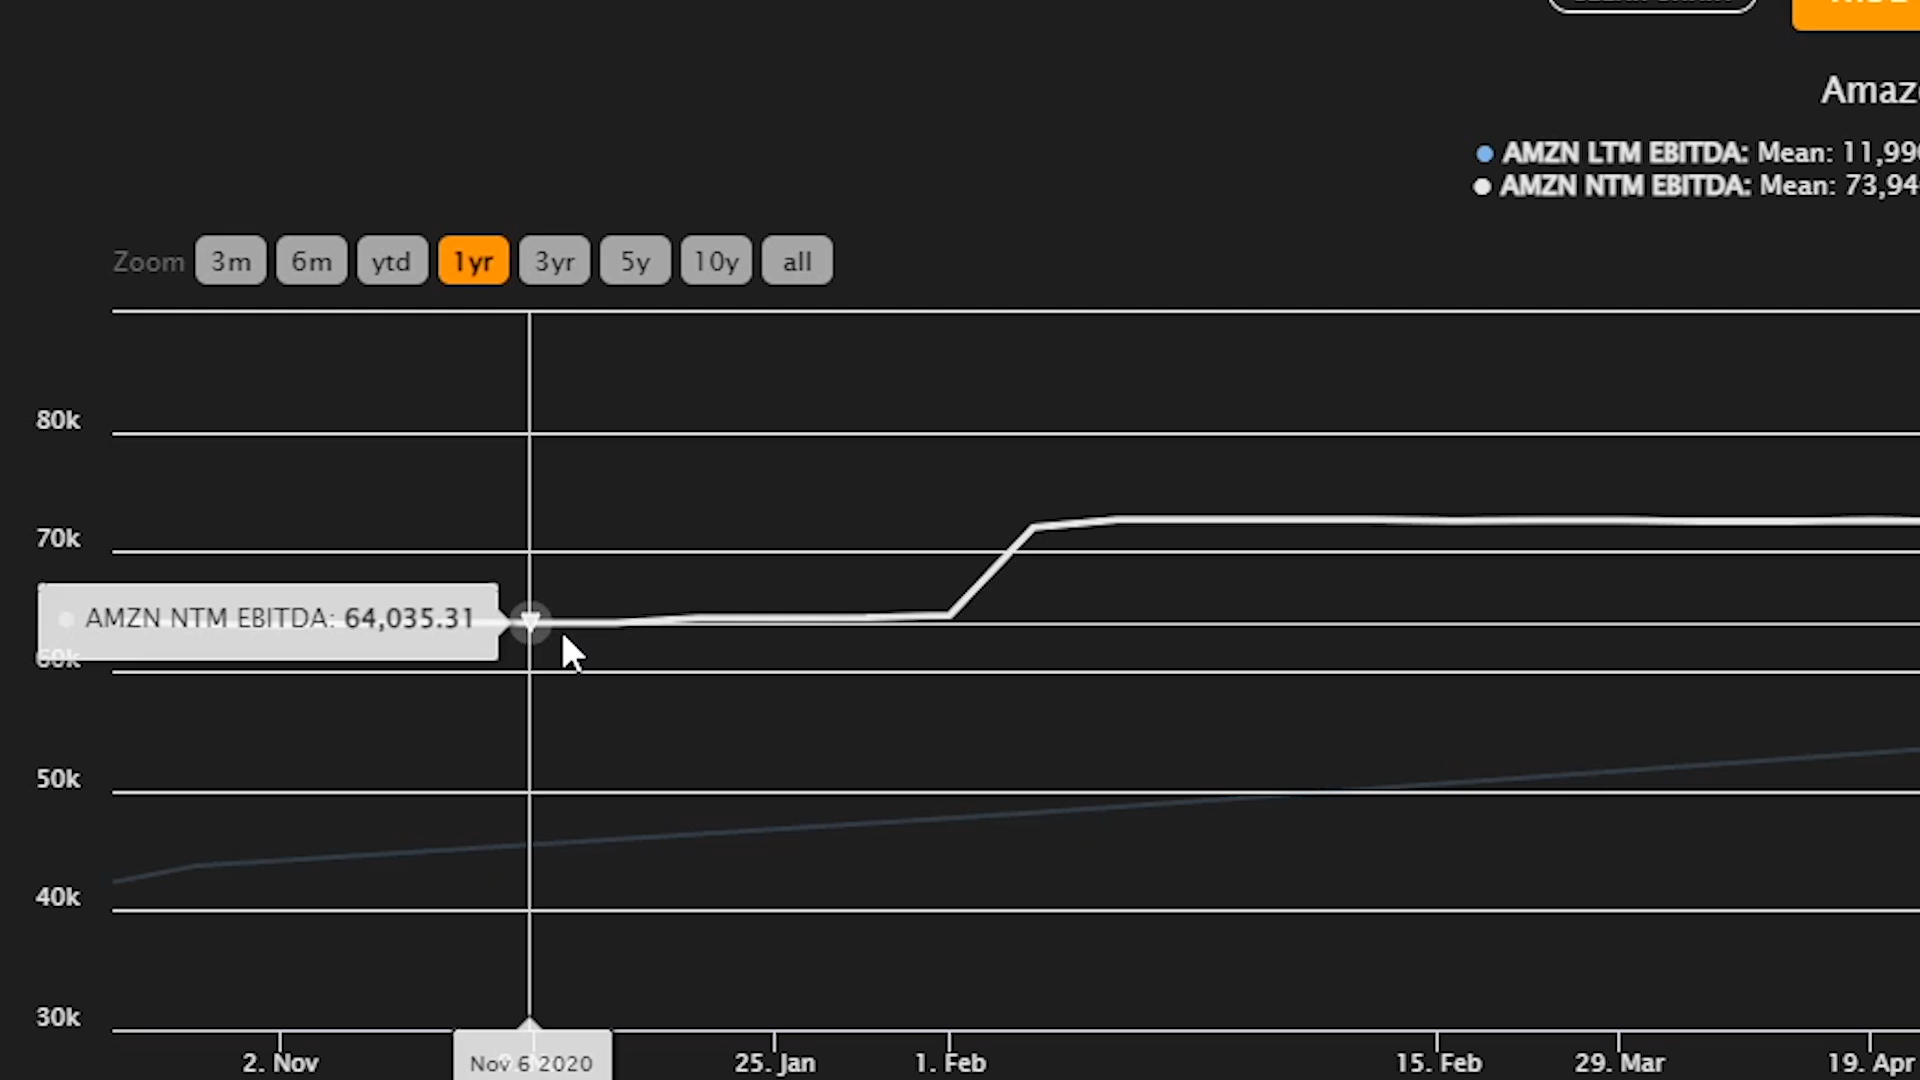 Amaz
AMZN LTM EBITDA: Mean: 11,99
AMZN NTM EBITDA: Mean: 73,94
Zoom 3m 6m ytd 1yr 3yr 5y 10y all
80k
70k
AMZN NTM EBITDA: 64,035.31
60k
50k
40k
30k
2. Nov Nov 6 2020 25. Jan 1. Feb 15. Feb 29. Mar 19. Apr